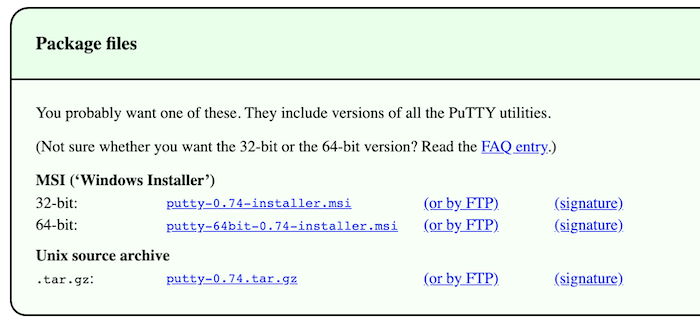 Package files
You probably want one of these. They include versions of all the PuTTY utilities.
(Not sure whether you want the 32-bit or the 64-bit version? Read the FAQ entry.)
MSI (‘Windows Installer’)
32-bit: putty-0.74-installer.msi (or by FTP) (signature)
64-bit: putty-64bit-0.74-installer.msi (or by FTP) (signature)
Unix source archive
.tar.gz: putty-0.74.tar.gz (or by FTP) (signature)